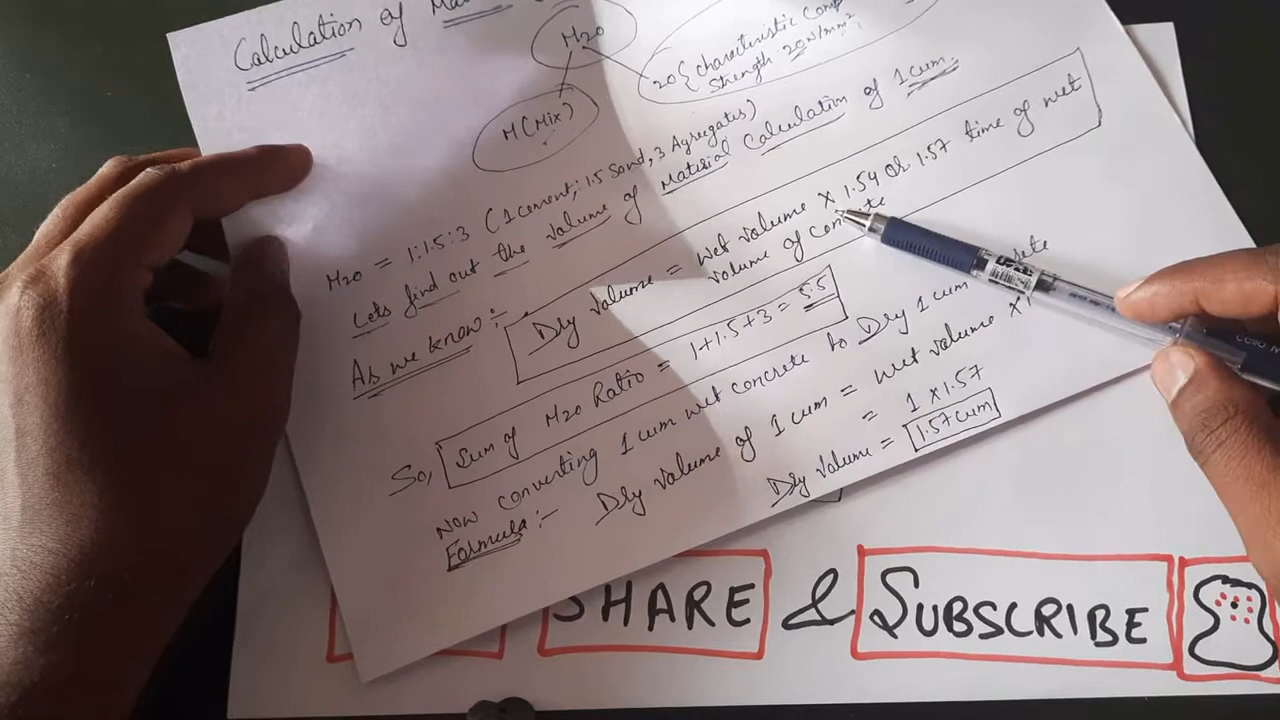 Calculation of
M20
M(Mix)
20{characteristic Comp
Strength 20N/mm²,
M20 = 1:1.5:3 (1cement, 1.5 Sand, 3 Agregates)
Lets find out the volume of Material Calculation of 1 cum.
As we know:-
Dry volume = wet volume × 1.54 or 1.57 time of wet
volume of concrete
So, Sum of M20 Ratio = 1+1.5+3 = 5.5
Now converting 1 cum wet concrete to Dry 1 cum
Formula:- Dry volume of 1 cum = wet volume ×
= 1 × 1.57
Dry Volume = 1.57 cum
SHARE & SUBSCRIBE